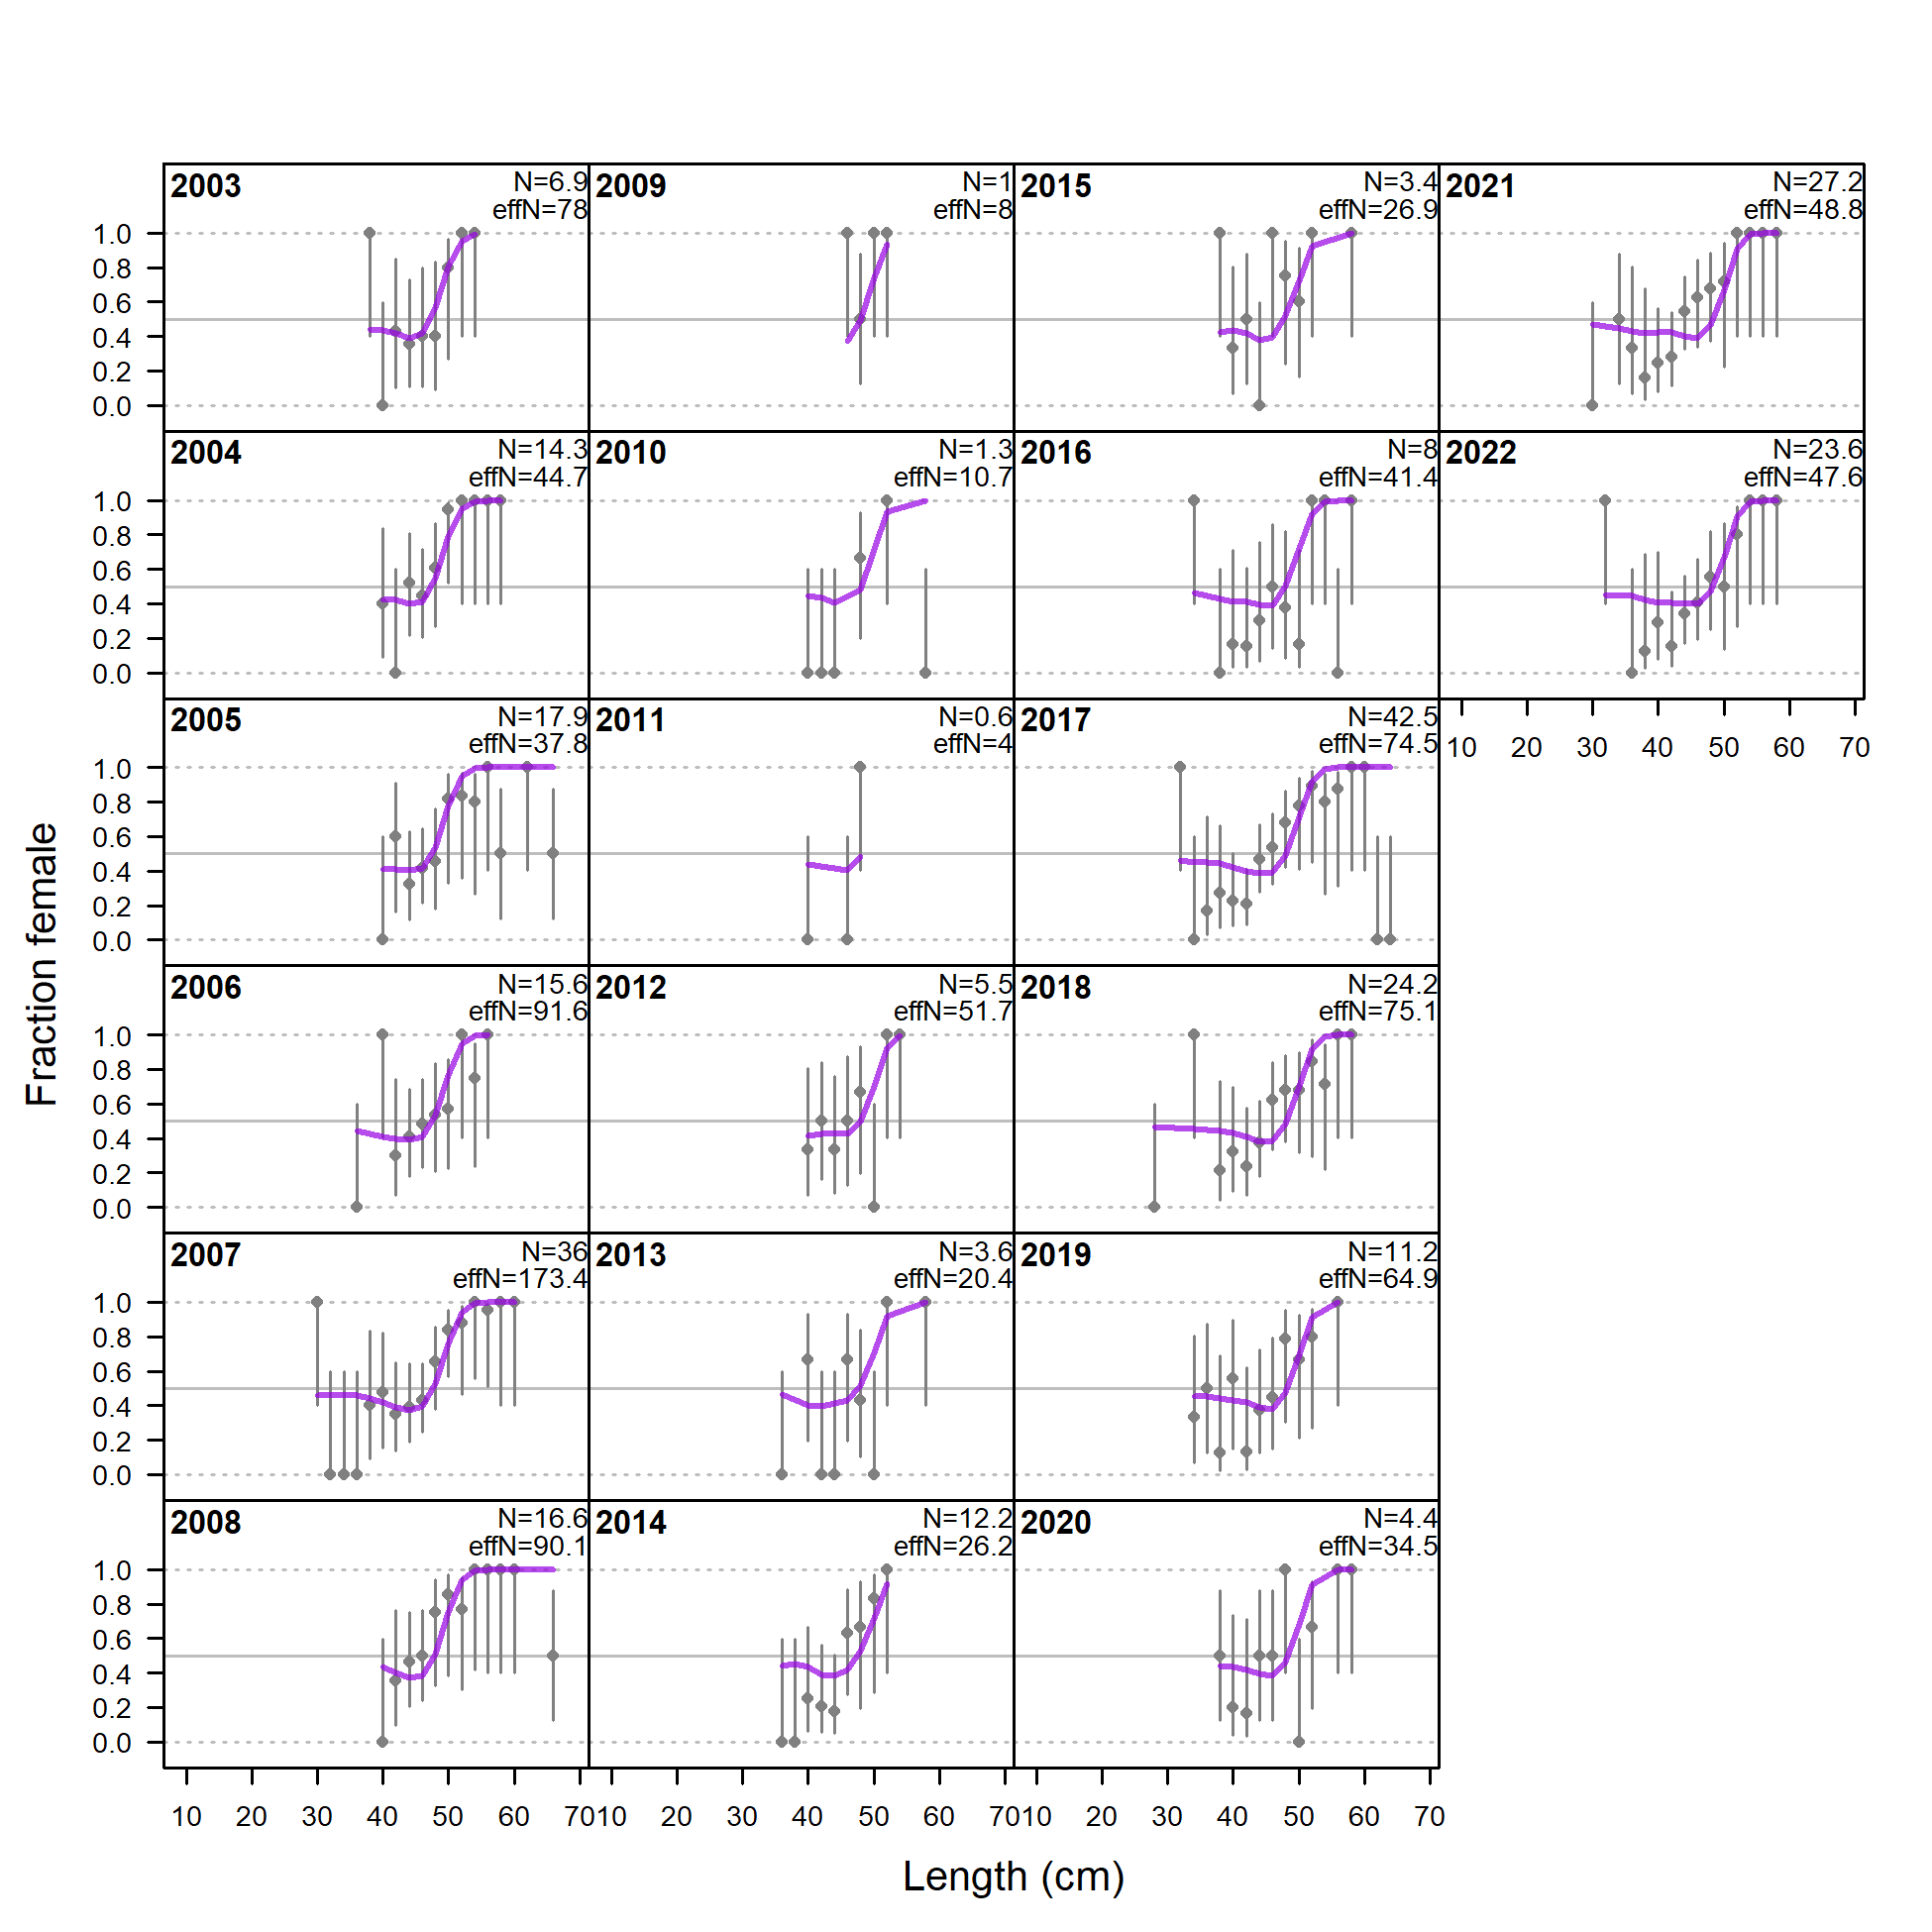 2003 N=6.9 2009 N=1 2015 N=3.4 2021 N=27.2
effN=78 effN=8 effN=26.9 effN=48.8
1.0
0.8
0.6
0.4
0.2
0.0
2004 N=14.3 2010 N=1.3 2016 N=8 2022 N=23.6
effN=44.7 effN=10.7 effN=41.4 effN=47.6
1.0
0.8
0.6
0.4
0.2
0.0
2005 N=17.9 2011 N=0.6 2017 N=42.5
effN=37.8 effN=4 effN=74.5 10 20 30 40 50 60 70
1.0
0.8
0.6
0.4
0.2
0.0
2006 N=15.6 2012 N=5.5 2018 N=24.2
effN=91.6 effN=51.7 effN=75.1
1.0
0.8
0.6
0.4
0.2
0.0
2007 N=36 2013 N=3.6 2019 N=11.2
effN=173.4 effN=20.4 effN=64.9
1.0
0.8
0.6
0.4
0.2
0.0
2008 N=16.6 2014 N=12.2 2020 N=4.4
effN=90.1 effN=26.2 effN=34.5
1.0
0.8
0.6
0.4
0.2
0.0
10 20 30 40 50 60 70 10 20 30 40 50 60 70 10 20 30 40 50 60 70
Length (cm)
Fraction female